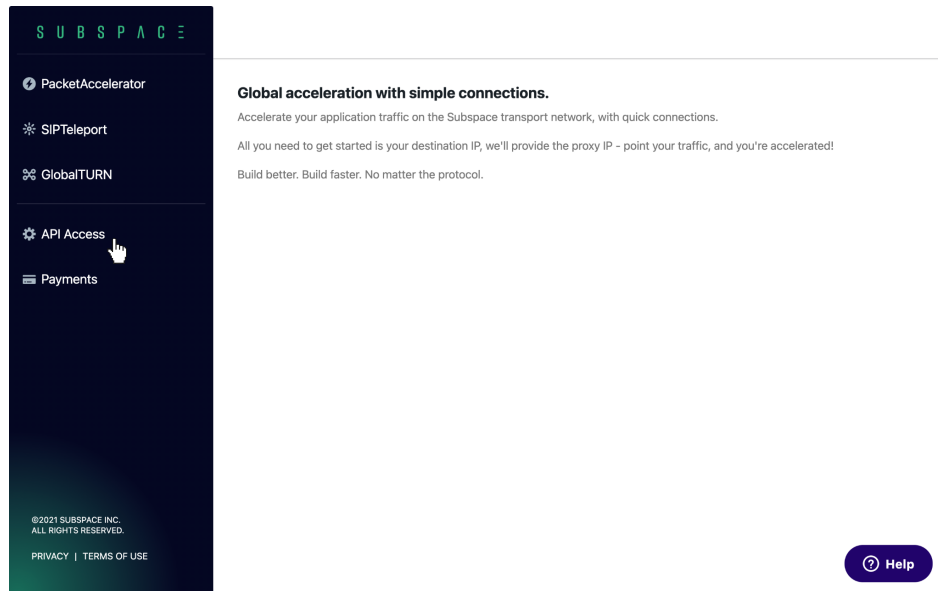 SUBSPACE
PacketAccelerator
SIPTeleport
GlobalTURN
API Access
Payments
©2021 SUBSPACE INC.
ALL RIGHTS RESERVED.
PRIVACY | TERMS OF USE
Global acceleration with simple connections.
Accelerate your application traffic on the Subspace transport network, with quick connections.
All you need to get started is your destination IP, we'll provide the proxy IP - point your traffic, and you're accelerated!
Build better. Build faster. No matter the protocol.
Help